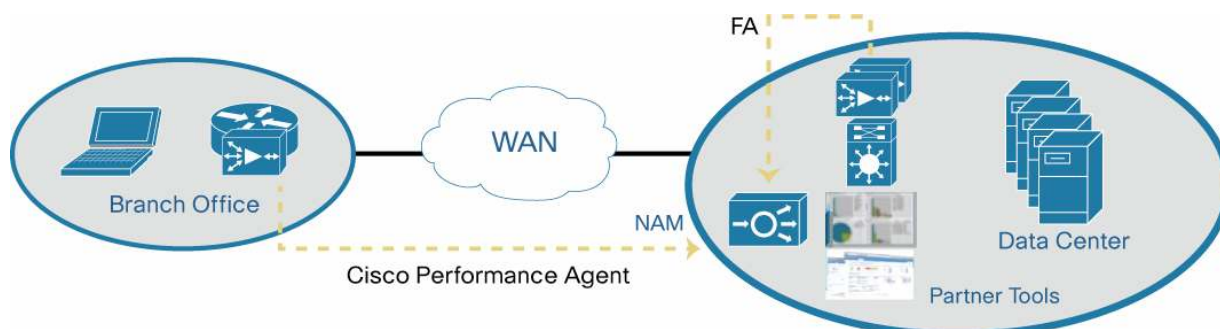 FA
WAN
Branch Office
NAM
Data Center
Cisco Performance Agent
Partner Tools